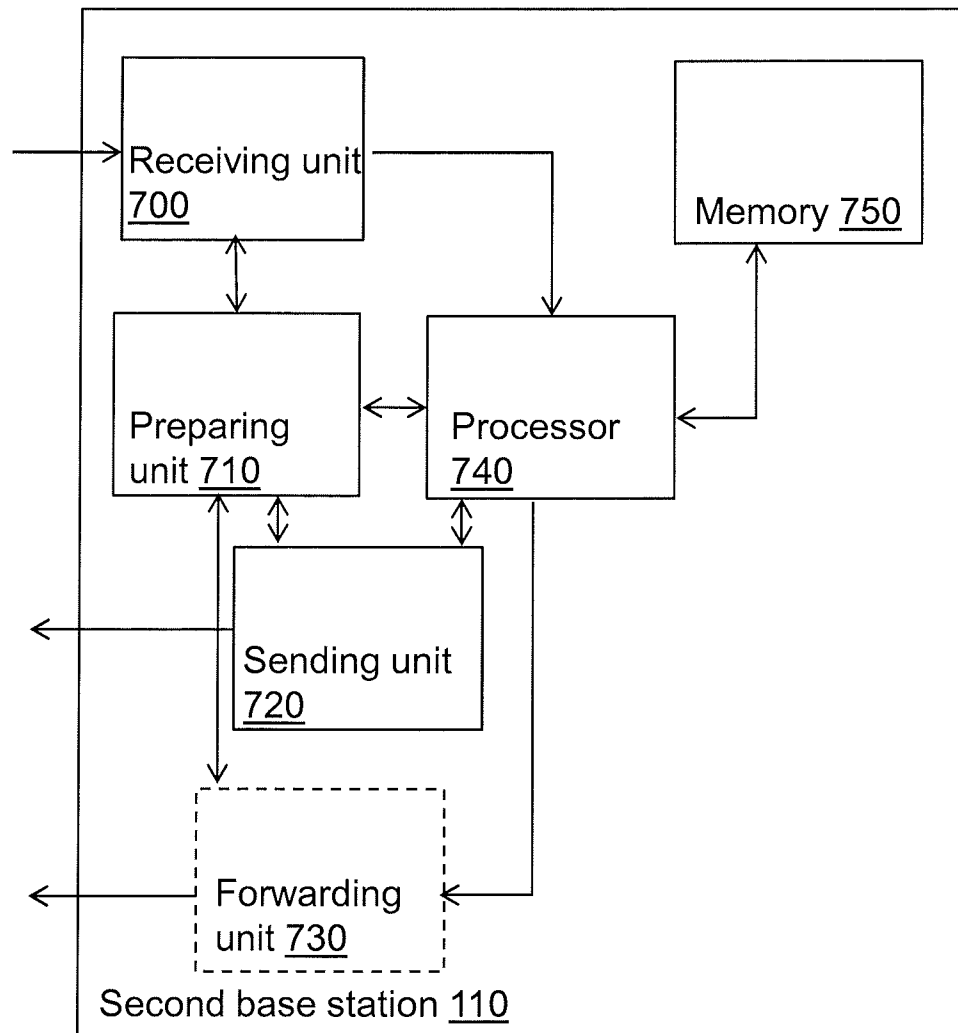 Receiving unit
700
Memory 750
Preparing
unit 710
Processor
740
Sending unit
720
Forwarding
unit 730
Second base station 110